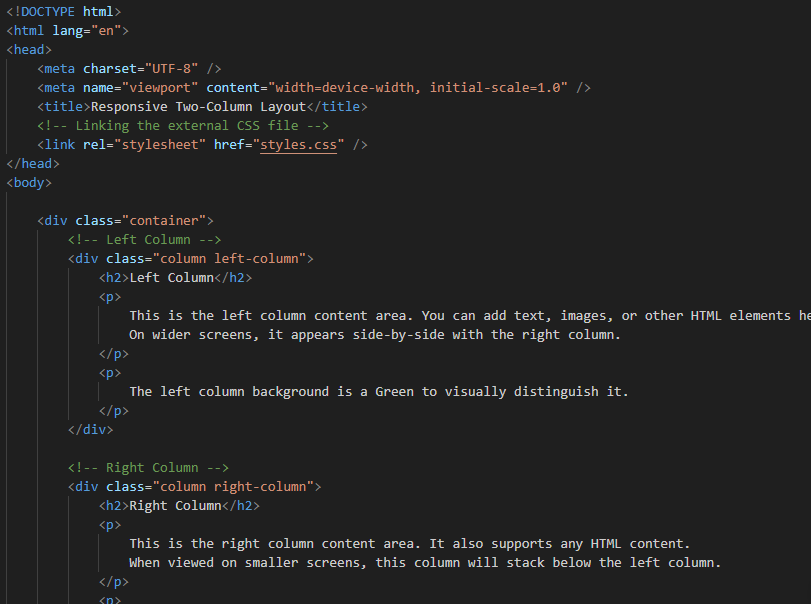 <!DOCTYPE html>
<html lang="en">
<head>
<meta charset="UTF-8" />
<meta name="viewport" content="width=device-width, initial-scale=1.0" />
<title>Responsive Two-Column Layout</title>
<!-- Linking the external CSS file -->
<link rel="stylesheet" href="styles.css" />
</head>
<body>
<div class="container">
<!-- Left Column -->
<div class="column left-column">
<h2>Left Column</h2>
<p>
This is the left column content area. You can add text, images, or other HTML elements he
On wider screens, it appears side-by-side with the right column.
</p>
<p>
The left column background is a Green to visually distinguish it.
</p>
</div>
<!-- Right Column -->
<div class="column right-column">
<h2>Right Column</h2>
<p>
This is the right column content area. It also supports any HTML content.
When viewed on smaller screens, this column will stack below the left column.
</p>
<p>